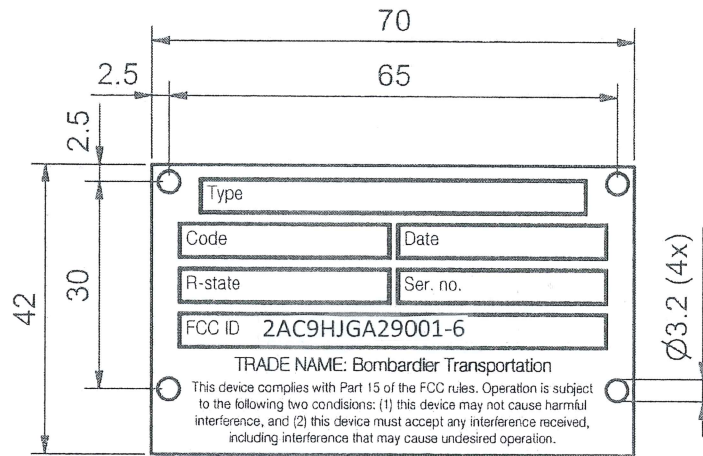 70
2.5
65
2.5
42
30
Type
Code
Date
R-state
Ser. no.
FCC ID 2AC9HJGA29001-6
TRADE NAME: Bombardier Transportation
This device complies with Part 15 of the FCC rules. Operation is subject
to the following two condisions: (1) this device may not cause harmful
interference, and (2) this device must accept any interference received,
including interference that may cause undesired operation.
Ø3.2 (4x)